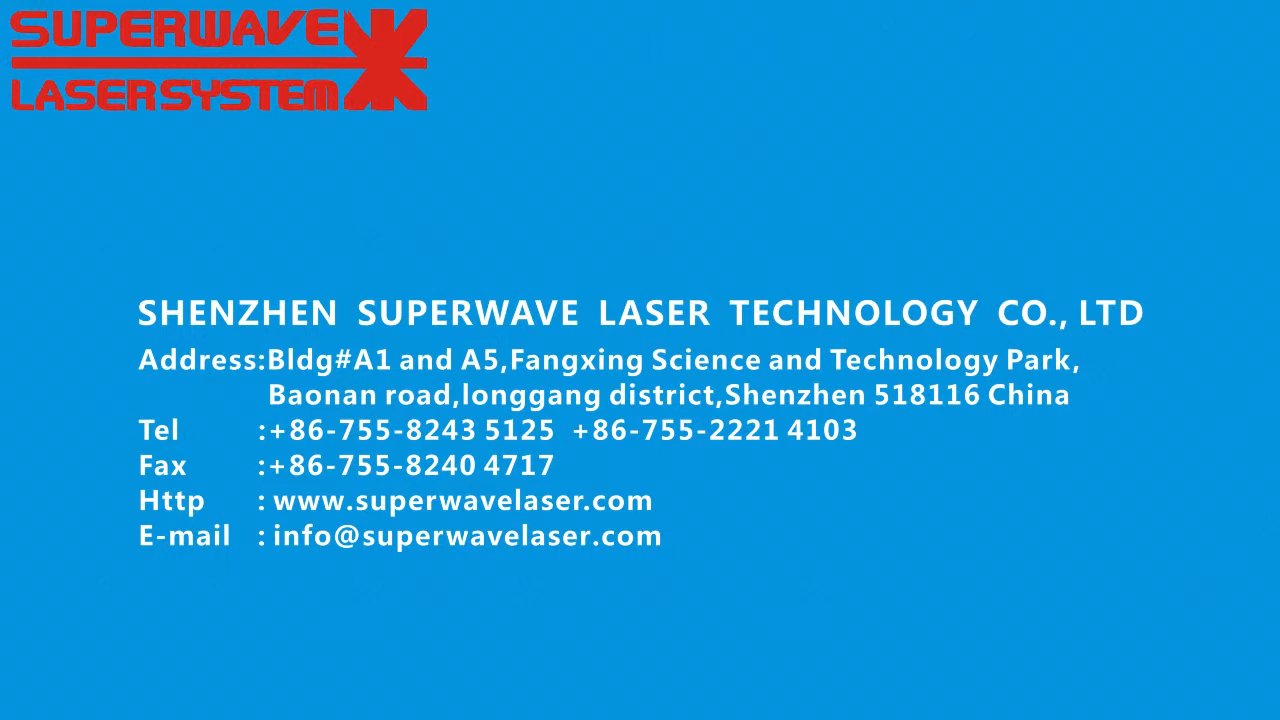 SUPERWAVE
LASER SYSTEM
SHENZHEN SUPERWAVE LASER TECHNOLOGY CO., LTD
Address:Bldg#A1 and A5,Fangxing Science and Technology Park,
Baonan road,longgang district,Shenzhen 518116 China
Tel :+86-755-8243 5125 +86-755-2221 4103
Fax :+86-755-8240 4717
Http : www.superwavelaser.com
E-mail : info@superwavelaser.com